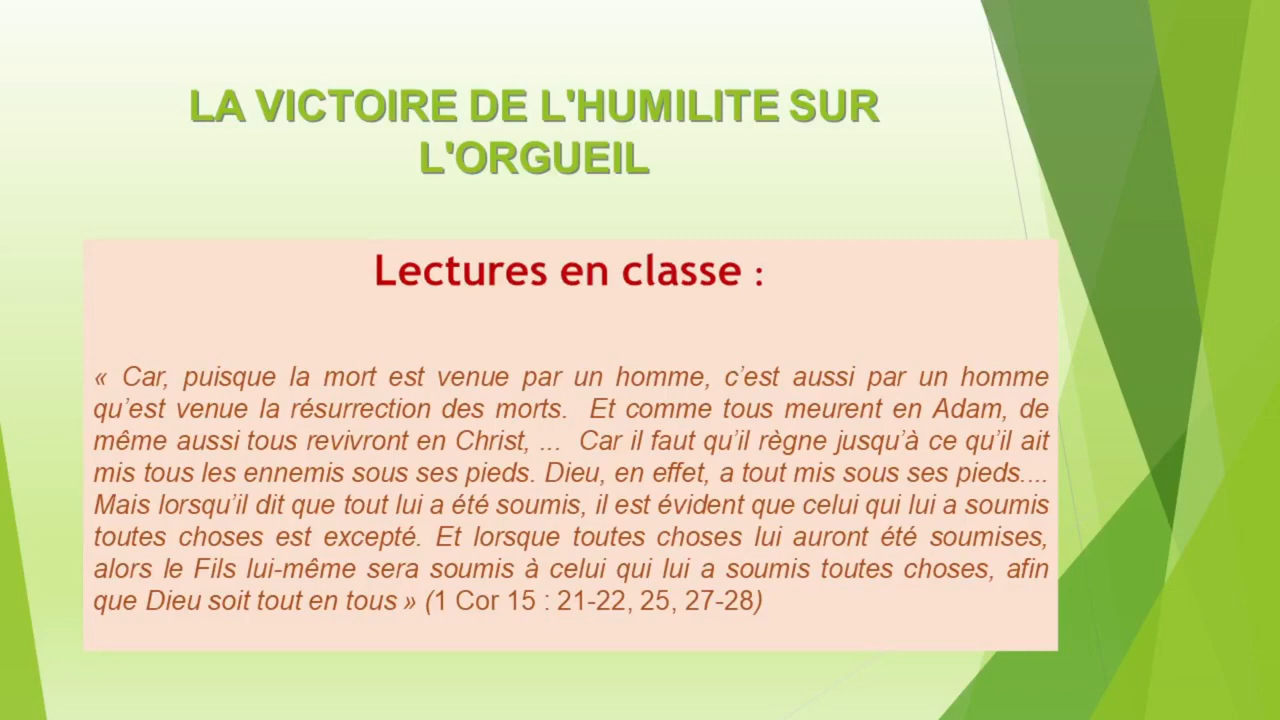 LA VICTOIRE DE L'HUMILITE SUR
L'ORGUEIL
Lectures en classe :
« Car, puisque la mort est venue par un homme, c’est aussi par un homme
qu’est venue la résurrection des morts. Et comme tous meurent en Adam, de
même aussi tous revivront en Christ, ... Car il faut qu’il règne jusqu’à ce qu’il ait
mis tous les ennemis sous ses pieds. Dieu, en effet, a tout mis sous ses pieds....
Mais lorsqu’il dit que tout lui a été soumis, il est évident que celui qui lui a soumis
toutes choses est excepté. Et lorsque toutes choses lui auront été soumises,
alors le Fils lui-même sera soumis à celui qui lui a soumis toutes choses, afin
que Dieu soit tout en tous » (1 Cor 15 : 21-22, 25, 27-28)